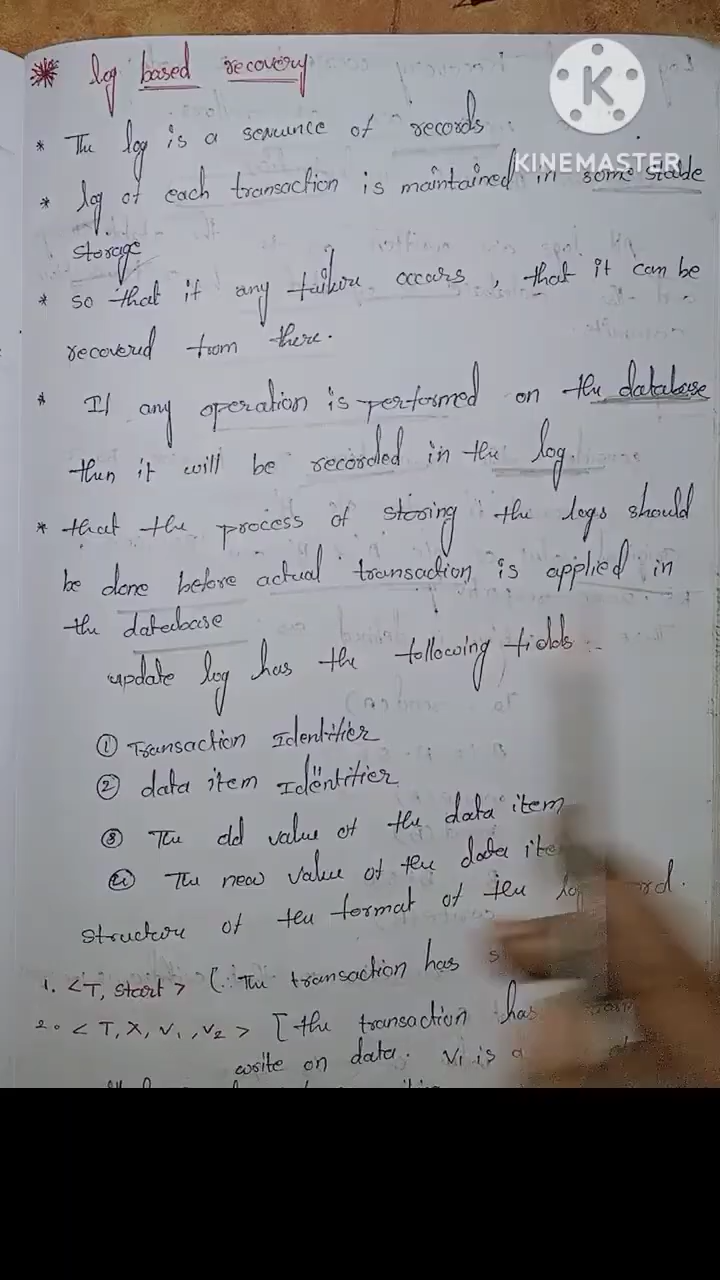 * log based recovery
K
KINEMASTER
* The log is a senunce of records.
* log of each transaction is maintained in some stable
storage
* so that if any failure occurs, that it can be
recovered from there.
* If any operation is performed on the database
then it will be recorded in the log.
* that the process of storing the logs should
be done before actual transaction is applied in
the datebase
update log has the following fields
① Transaction Identifier
② data item Identifier
③ The old value of the data item
④ The new value of the data ite
structure of the format of the lo rd.
1. <T, start> (∵ The transaction has s
2. < T, X, V1, V2 > [ the transaction has
write on data. V1 is a